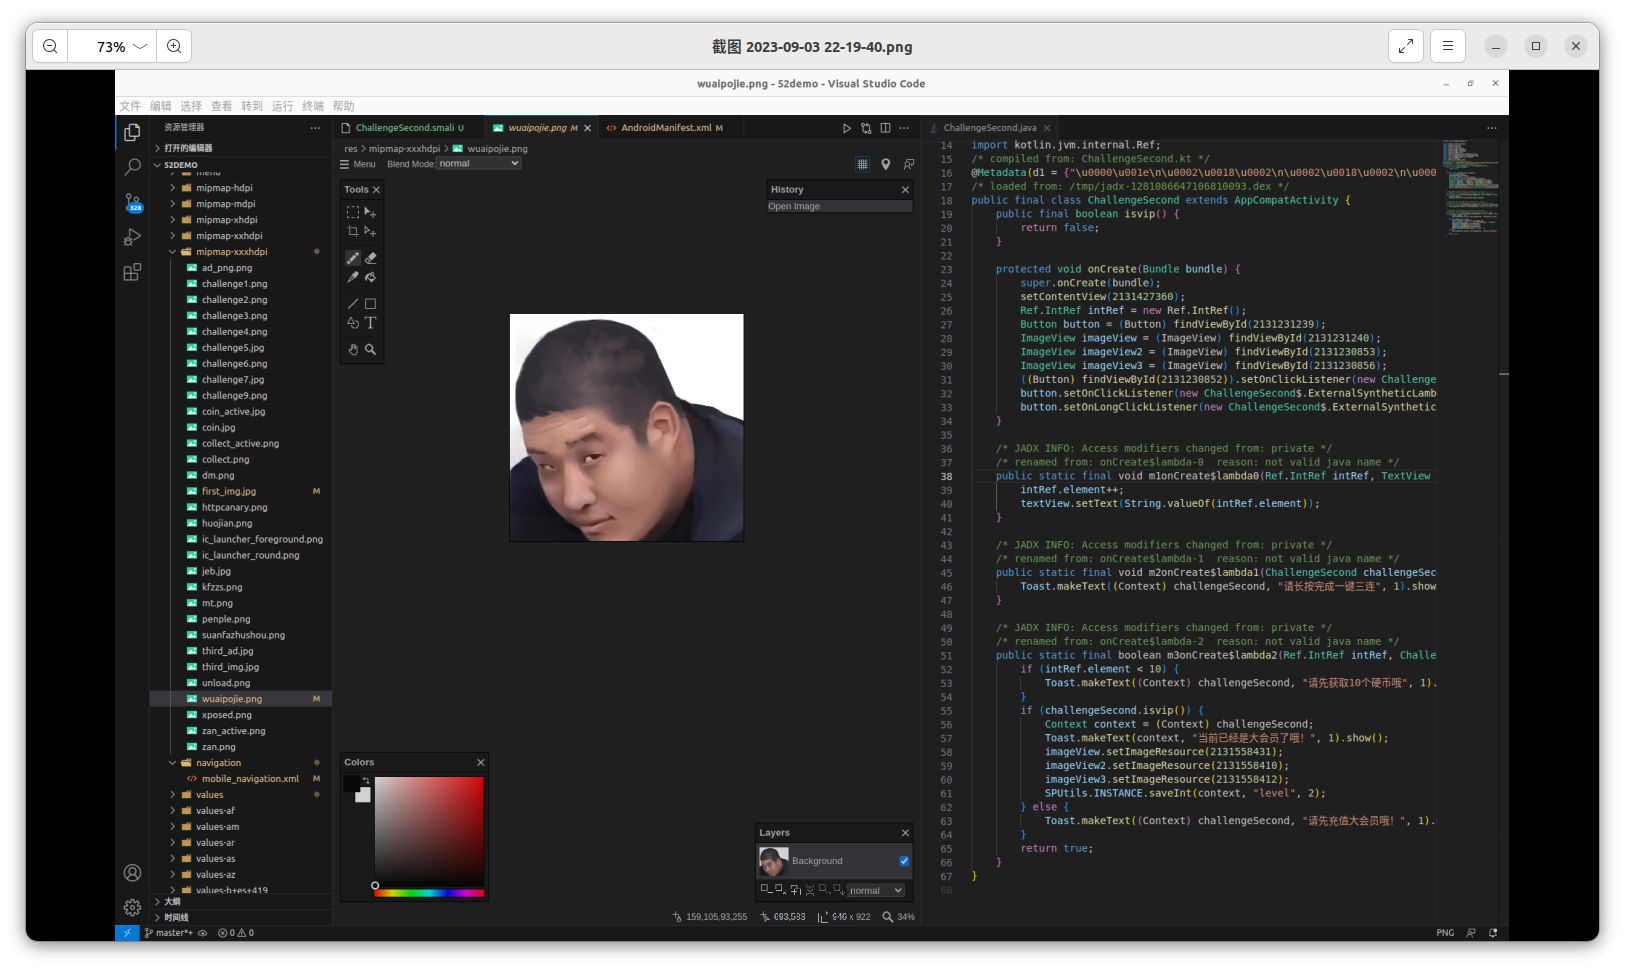 73%
截图 2023-09-03 22-19-40.png
wuaipojie.png - 52demo - Visual Studio Code
文件 编辑 选择 查看 转到 运行 终端 帮助
资源管理器
打开的编辑器
52DEMO
menu
mipmap-hdpi
mipmap-mdpi
mipmap-xhdpi
mipmap-xxhdpi
mipmap-xxxhdpi
ad_png.png
challenge1.png
challenge2.png
challenge3.png
challenge4.png
challenge5.jpg
challenge6.png
challenge7.jpg
challenge9.png
coin_active.jpg
coin.jpg
collect_active.png
collect.png
dm.png
first_img.jpg M
httpcanary.png
huojian.png
ic_launcher_foreground.png
ic_launcher_round.png
jeb.jpg
kfzzs.png
mt.png
penple.png
suanfazhushou.png
third_ad.jpg
third_img.jpg
unload.png
wuaipojie.png M
xposed.png
zan_active.png
zan.png
navigation
mobile_navigation.xml M
values
values-af
values-am
values-ar
values-as
values-az
values-b+es+419
大纲
时间线
328
ChallengeSecond.smali U
wuaipojie.png M
AndroidManifest.xml M
res > mipmap-xxxhdpi > wuaipojie.png
Menu Blend Mode: normal
Tools
History
Open Image
Colors
Layers
Background
normal
159,105,93,255
693,583
946 x 922
34%
ChallengeSecond.java
14 import kotlin.jvm.internal.Ref;
15 /* compiled from: ChallengeSecond.kt */
16 @Metadata(d1 = {"\u0000\u001e\n\u0002\u0018\u0002\n\u0002\u0018\u0002\n\u000
17 /* loaded from: /tmp/jadx-1281086647106810093.dex */
18 public final class ChallengeSecond extends AppCompatActivity {
19 public final boolean isvip() {
20 return false;
21 }
22
23 protected void onCreate(Bundle bundle) {
24 super.onCreate(bundle);
25 setContentView(2131427360);
26 Ref.IntRef intRef = new Ref.IntRef();
27 Button button = (Button) findViewById(2131231239);
28 ImageView imageView = (ImageView) findViewById(2131231240);
29 ImageView imageView2 = (ImageView) findViewById(2131230853);
30 ImageView imageView3 = (ImageView) findViewById(2131230856);
31 ((Button) findViewById(2131230852)).setOnClickListener(new Challenge
32 button.setOnClickListener(new ChallengeSecond$.ExternalSyntheticLamb
33 button.setOnLongClickListener(new ChallengeSecond$.ExternalSynthetic
34 }
35
36 /* JADX INFO: Access modifiers changed from: private */
37 /* renamed from: onCreate$lambda-0 reason: not valid java name */
38 public static final void m1onCreate$lambda0(Ref.IntRef intRef, TextView
39 intRef.element++;
40 textView.setText(String.valueOf(intRef.element));
41 }
42
43 /* JADX INFO: Access modifiers changed from: private */
44 /* renamed from: onCreate$lambda-1 reason: not valid java name */
45 public static final void m2onCreate$lambda1(ChallengeSecond challengeSec
46 Toast.makeText((Context) challengeSecond, "请长按完成一键三连", 1).show
47 }
48
49 /* JADX INFO: Access modifiers changed from: private */
50 /* renamed from: onCreate$lambda-2 reason: not valid java name */
51 public static final boolean m3onCreate$lambda2(Ref.IntRef intRef, Challe
52 if (intRef.element < 10) {
53 Toast.makeText((Context) challengeSecond, "请先获取10个硬币哦", 1).
54 }
55 if (challengeSecond.isvip()) {
56 Context context = (Context) challengeSecond;
57 Toast.makeText(context, "当前已经是大会员了哦！", 1).show();
58 imageView.setImageResource(2131558431);
59 imageView2.setImageResource(2131558410);
60 imageView3.setImageResource(2131558412);
61 SPUtils.INSTANCE.saveInt(context, "level", 2);
62 } else {
63 Toast.makeText((Context) challengeSecond, "请先充值大会员哦！", 1).
64 }
65 return true;
66 }
67 }
68
master*+ 0 0
PNG